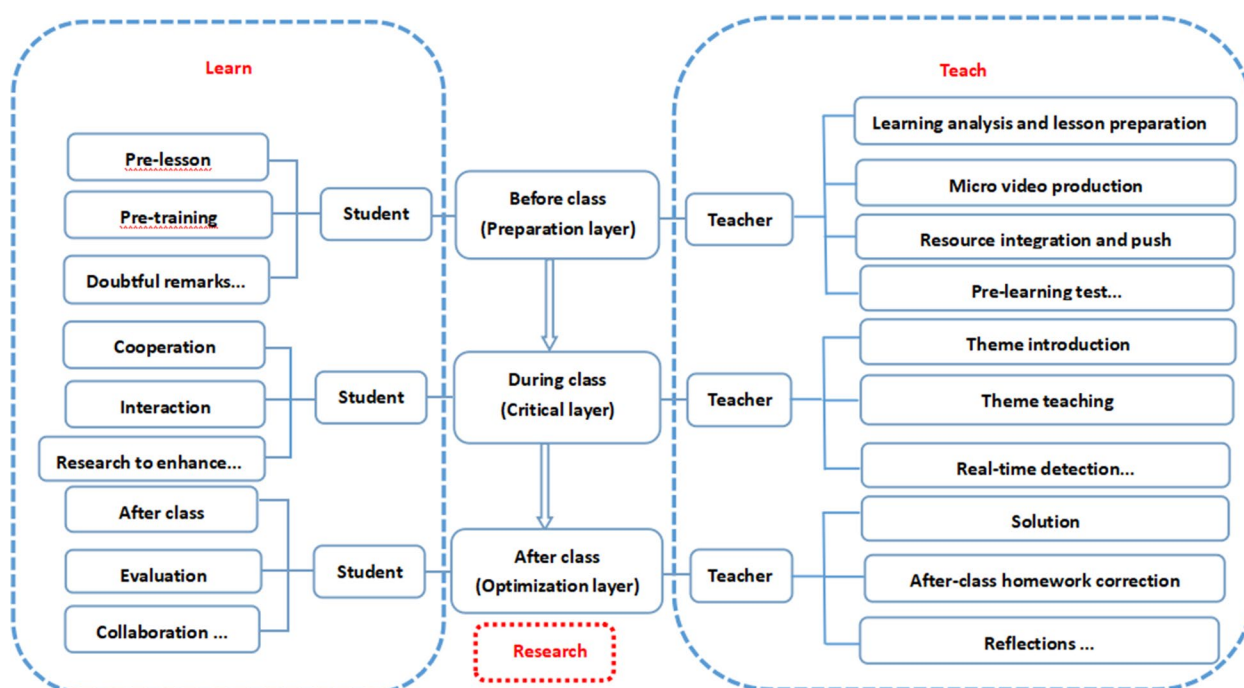 Learn
Teach
Pre-lesson
Pre-training
Doubtful remarks...
Student
Before class
(Preparation layer)
Teacher
Learning analysis and lesson preparation
Micro video production
Resource integration and push
Pre-learning test...
Cooperation
Interaction
Research to enhance...
Student
During class
(Critical layer)
Teacher
Theme introduction
Theme teaching
Real-time detection...
After class
Evaluation
Collaboration ...
Student
After class
(Optimization layer)
Teacher
Solution
After-class homework correction
Reflections ...
Research